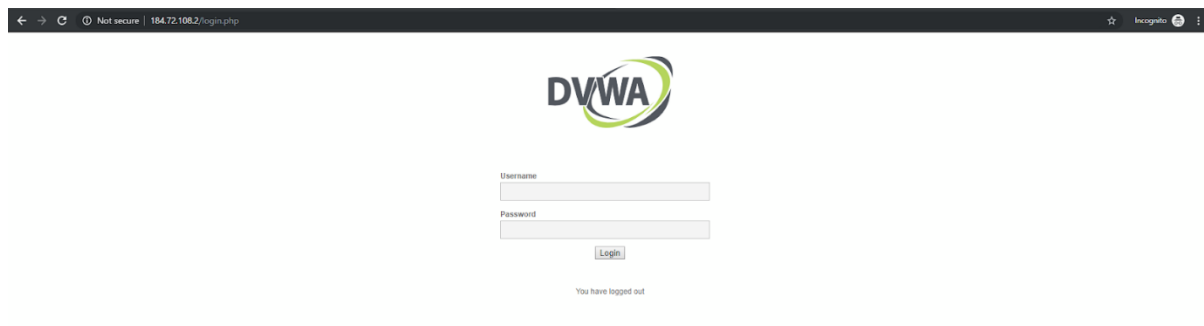 Not secure | 184.72.108.2/login.php
Incognito
DVWA
Username
Password
Login
You have logged out